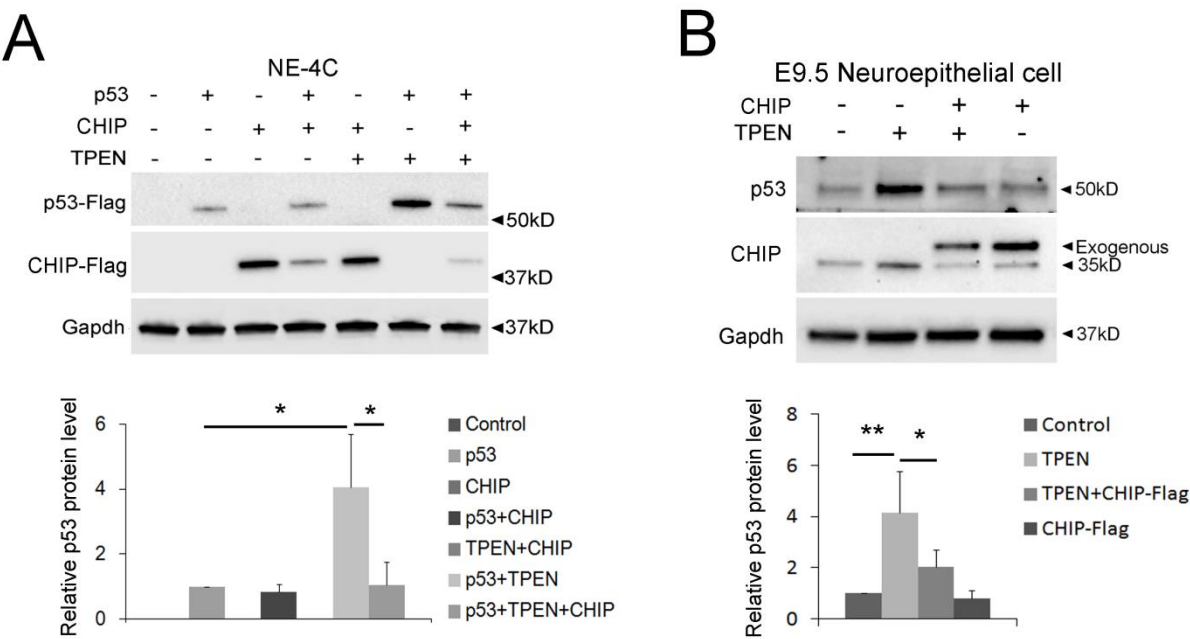 A
NE-4C
p53 - + - + - + +
CHIP - - + + + - +
TPEN - - - - + + +
p53-Flag
◄50kD
CHIP-Flag
◄37kD
Gapdh
◄37kD
Relative p53 protein level
6
4
2
0
* *
Control
p53
CHIP
p53+CHIP
TPEN+CHIP
p53+TPEN
p53+TPEN+CHIP
B
E9.5 Neuroepithelial cell
CHIP - - + +
TPEN - + + -
p53
◄50kD
CHIP
◄Exogenous
◄35kD
Gapdh
◄37kD
Relative p53 protein level
8
6
4
2
0
** *
Control
TPEN
TPEN+CHIP-Flag
CHIP-Flag